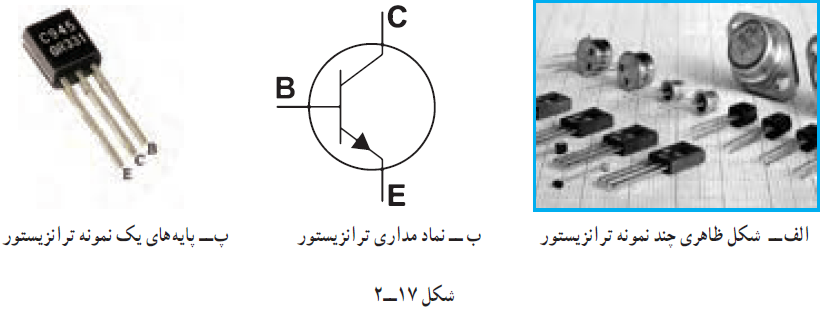 C945
GR331
E
C
B
C
B
E
الف ــ شکل ظاهری چند نمونه ترانزیستور
ب ــ نماد مداری ترانزیستور
پ ــ پایه‌های یک نمونه ترانزیستور
شکل ۱۷ــ۲